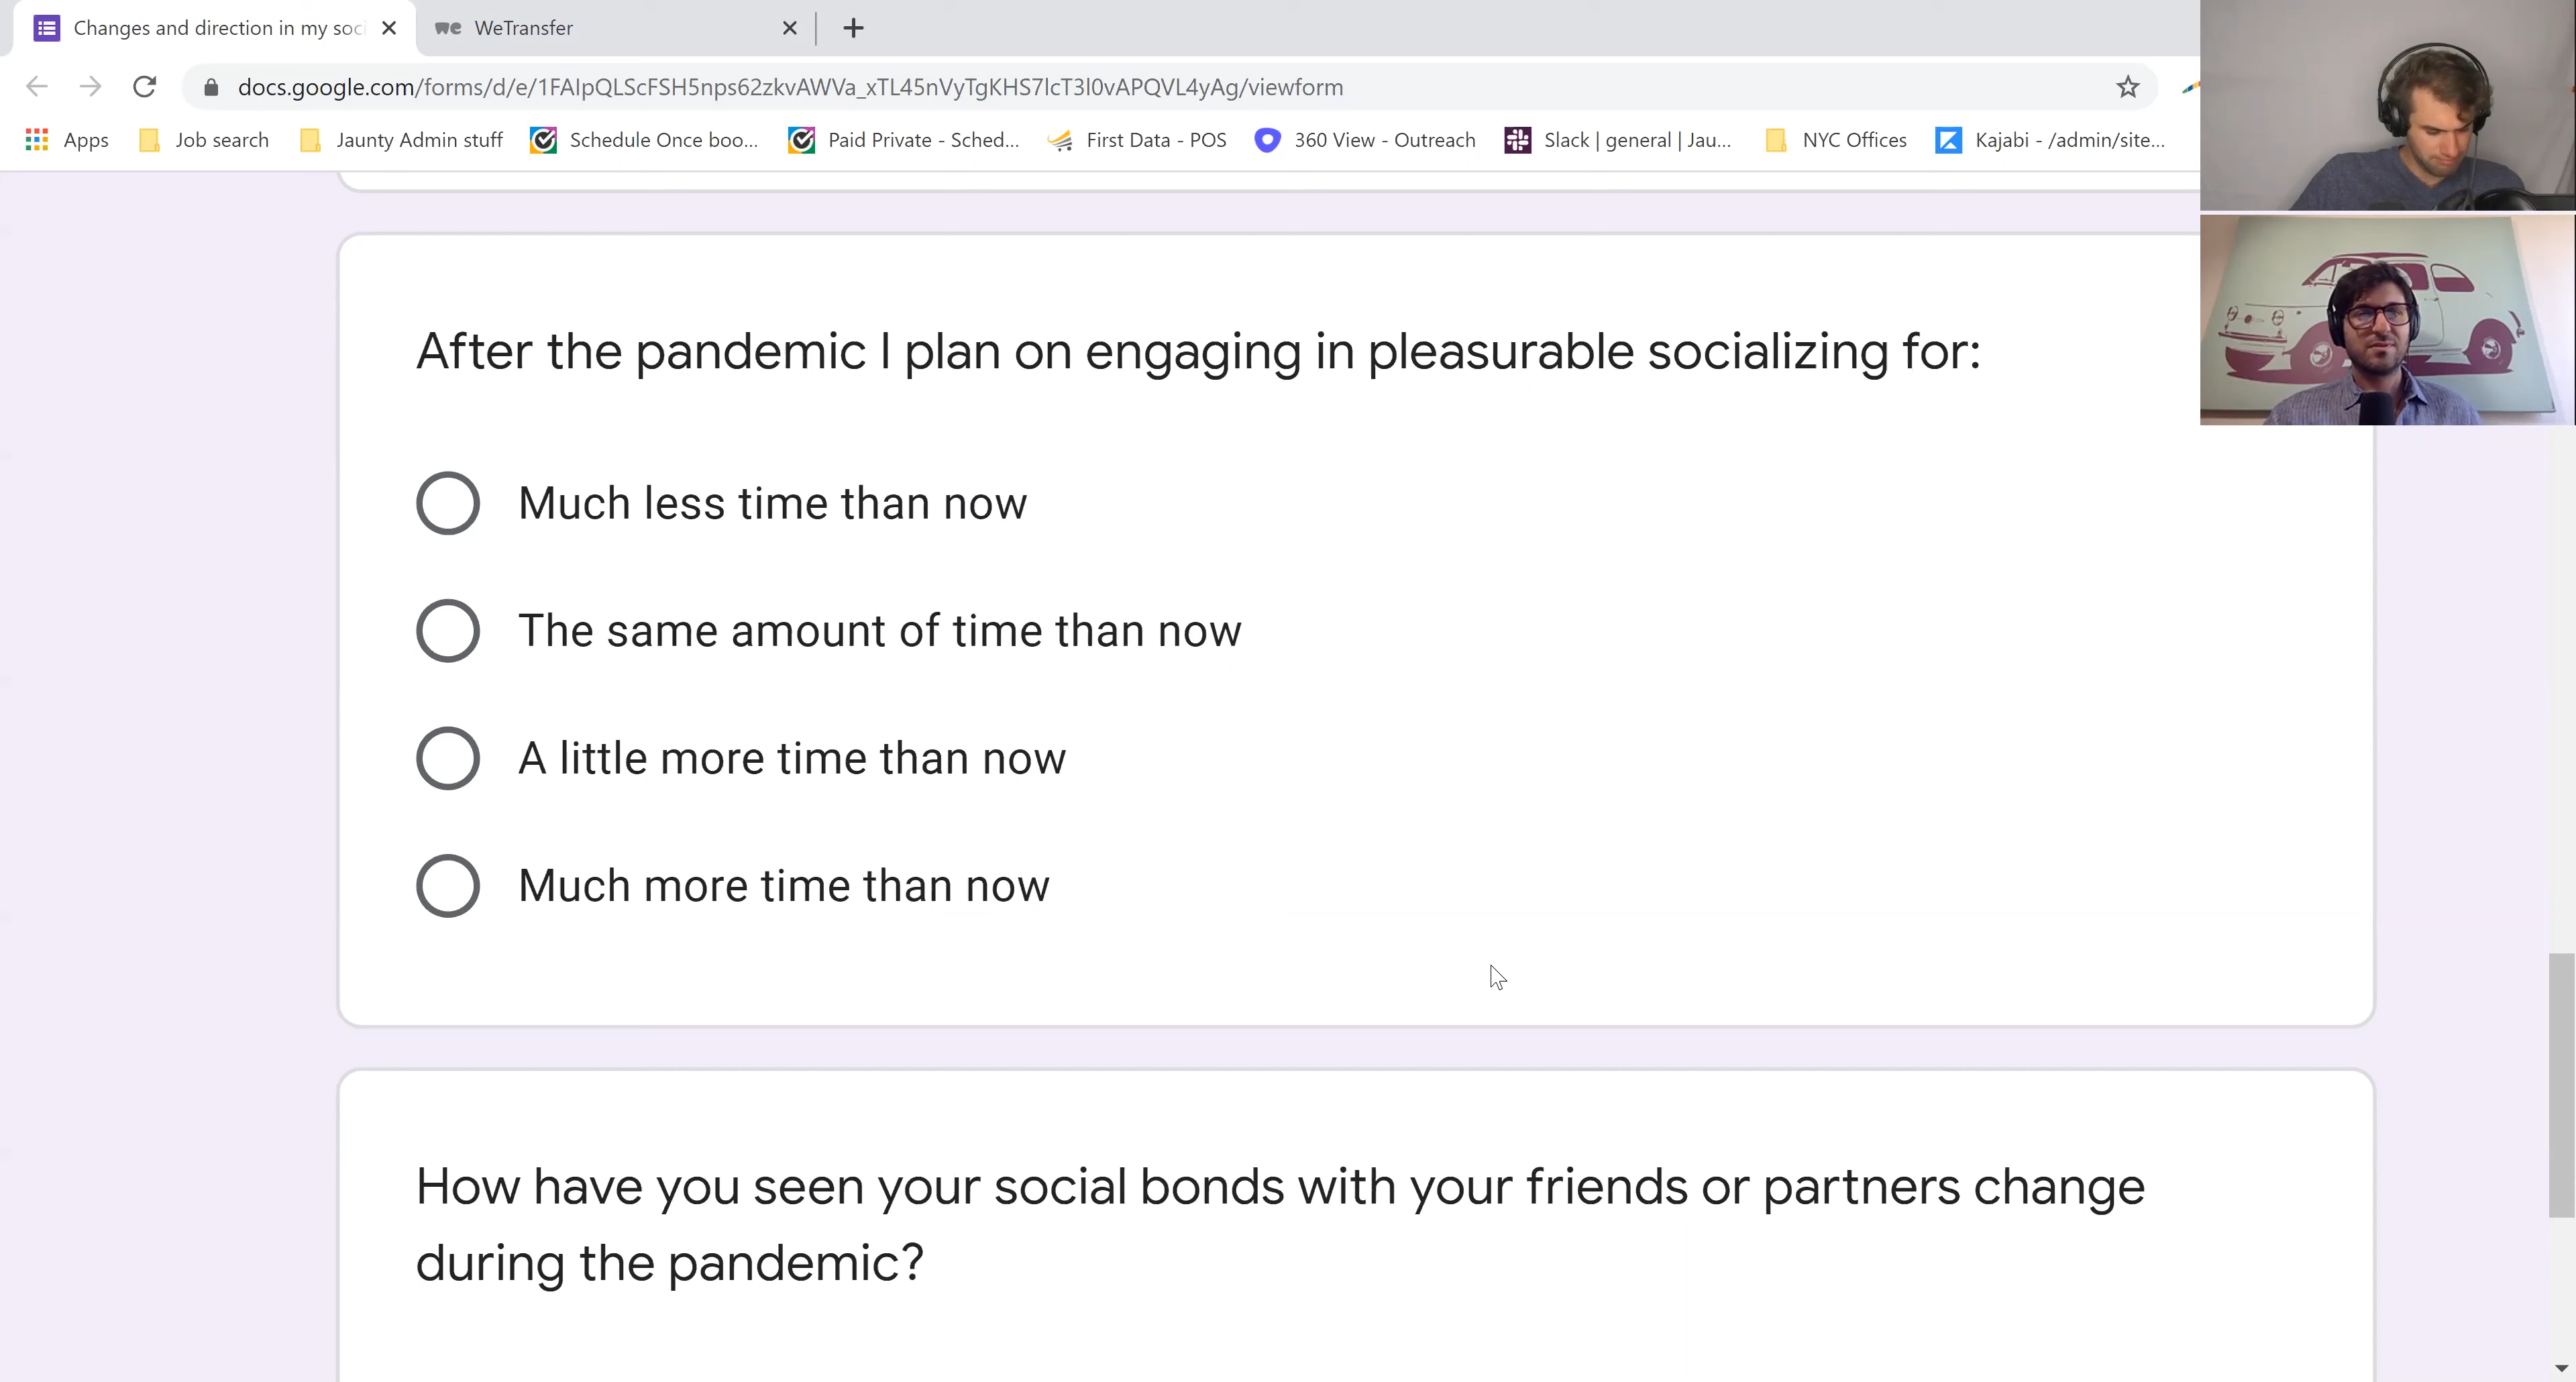 Changes and direction in my soci
we WeTransfer
docs.google.com/forms/d/e/1FAIpQLScFSH5nps62zkvAWVa_xTL45nVyTgKHS7lcT3l0vAPQVL4yAg/viewform
Apps Job search Jaunty Admin stuff Schedule Once boo... Paid Private - Sched... First Data - POS 360 View - Outreach Slack | general | Jau... NYC Offices Kajabi - /admin/site...
After the pandemic I plan on engaging in pleasurable socializing for:
Much less time than now
The same amount of time than now
A little more time than now
Much more time than now
How have you seen your social bonds with your friends or partners change
during the pandemic?